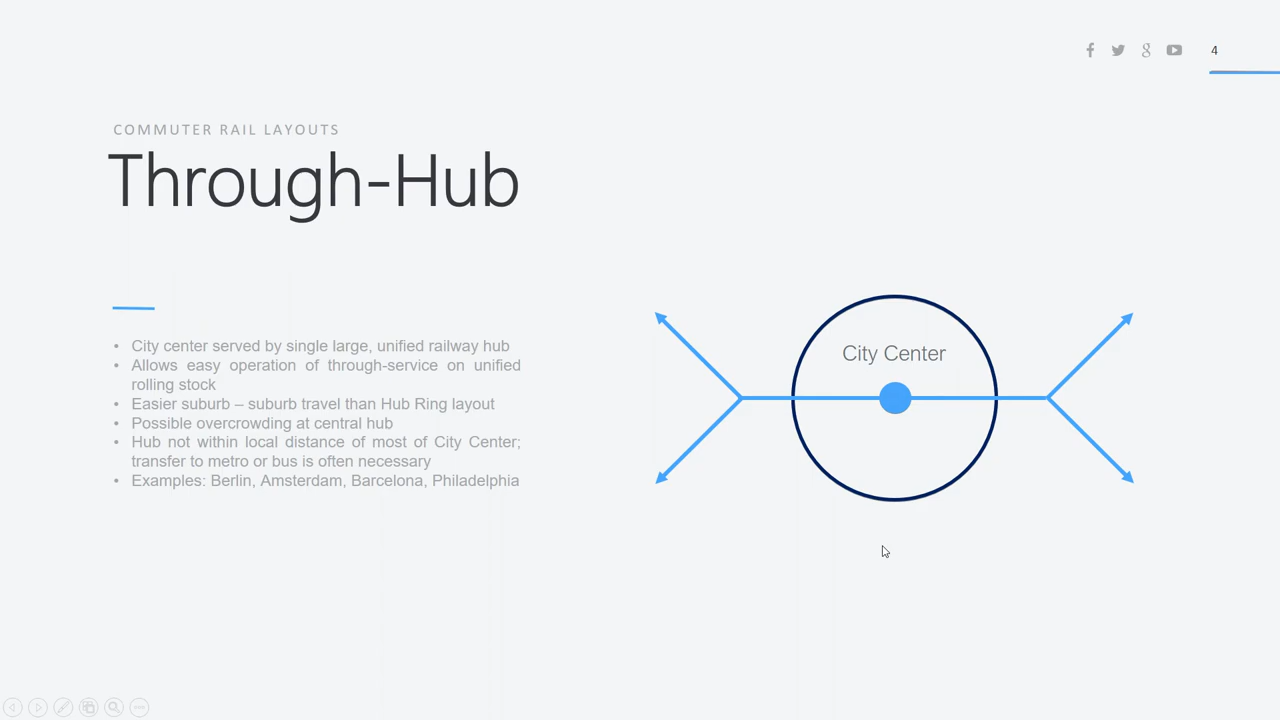 4
COMMUTER RAIL LAYOUTS
Through-Hub
• City center served by single large, unified railway hub
• Allows easy operation of through-service on unified
rolling stock
• Easier suburb – suburb travel than Hub Ring layout
• Possible overcrowding at central hub
• Hub not within local distance of most of City Center;
transfer to metro or bus is often necessary
• Examples: Berlin, Amsterdam, Barcelona, Philadelphia
City Center